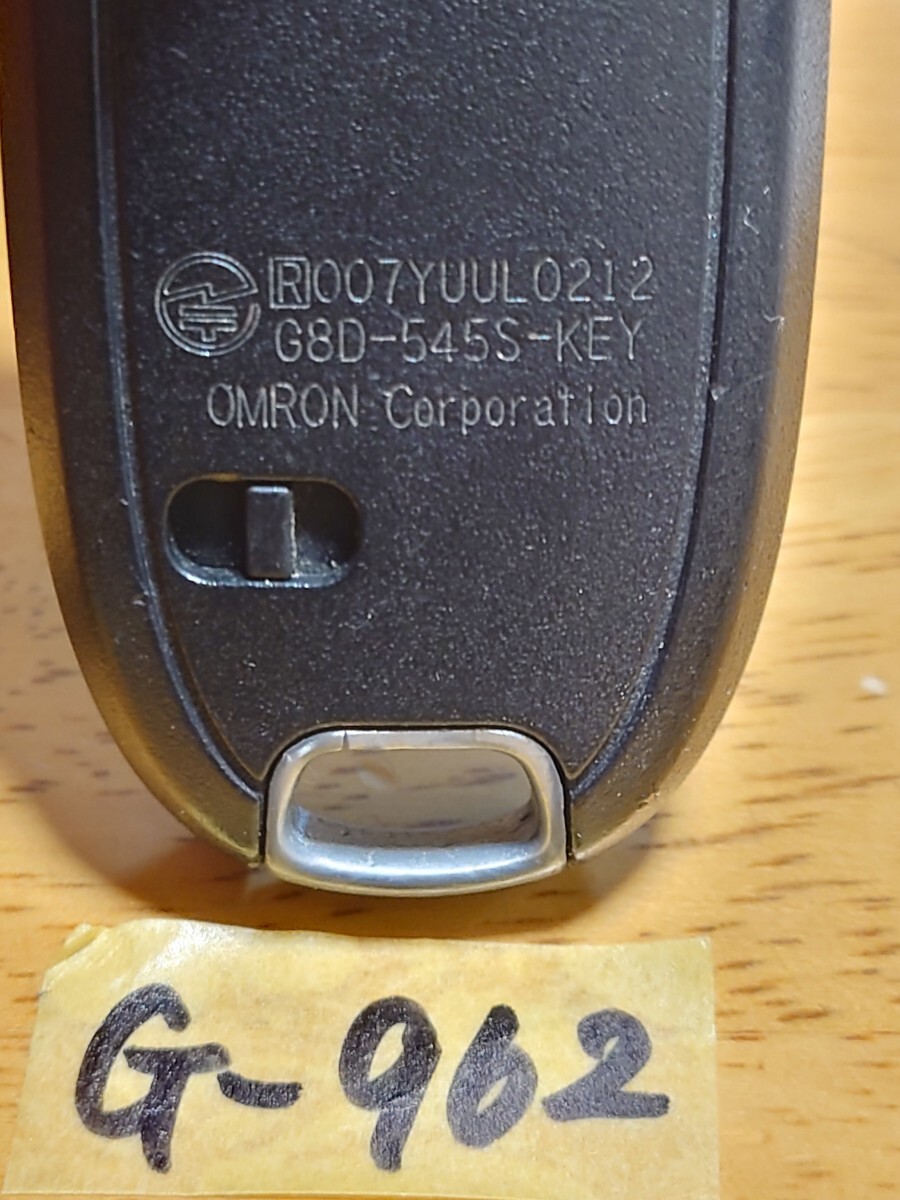 R007YUUL0212
G8D-545S-KEY
OMRON Corporation
G-962